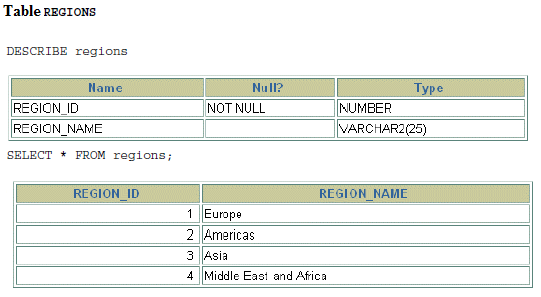 Table REGIONS
DESCRIBE regions
Name Null? Type
REGION_ID NOT NULL NUMBER
REGION_NAME VARCHAR2(25)
SELECT * FROM regions;
REGION_ID REGION_NAME
1 Europe
2 Americas
3 Asia
4 Middle East and Africa